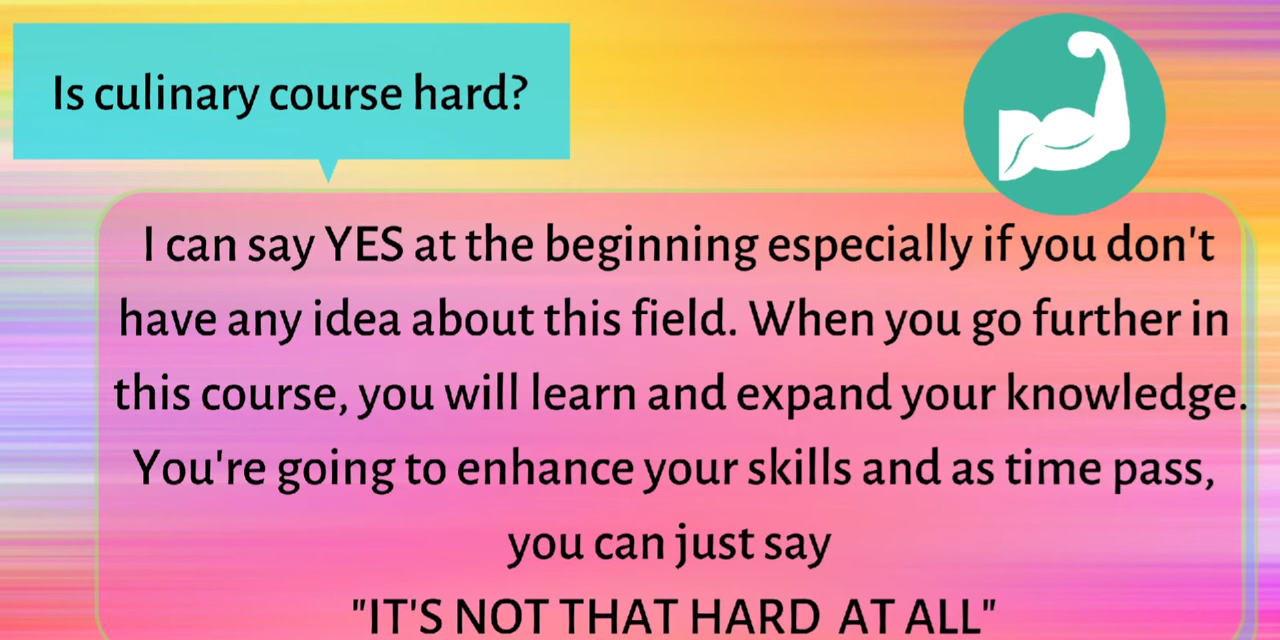 Is culinary course hard?
I can say YES at the beginning especially if you don't
have any idea about this field. When you go further in
this course, you will learn and expand your knowledge.
You're going to enhance your skills and as time pass,
you can just say
"IT'S NOT THAT HARD AT ALL"